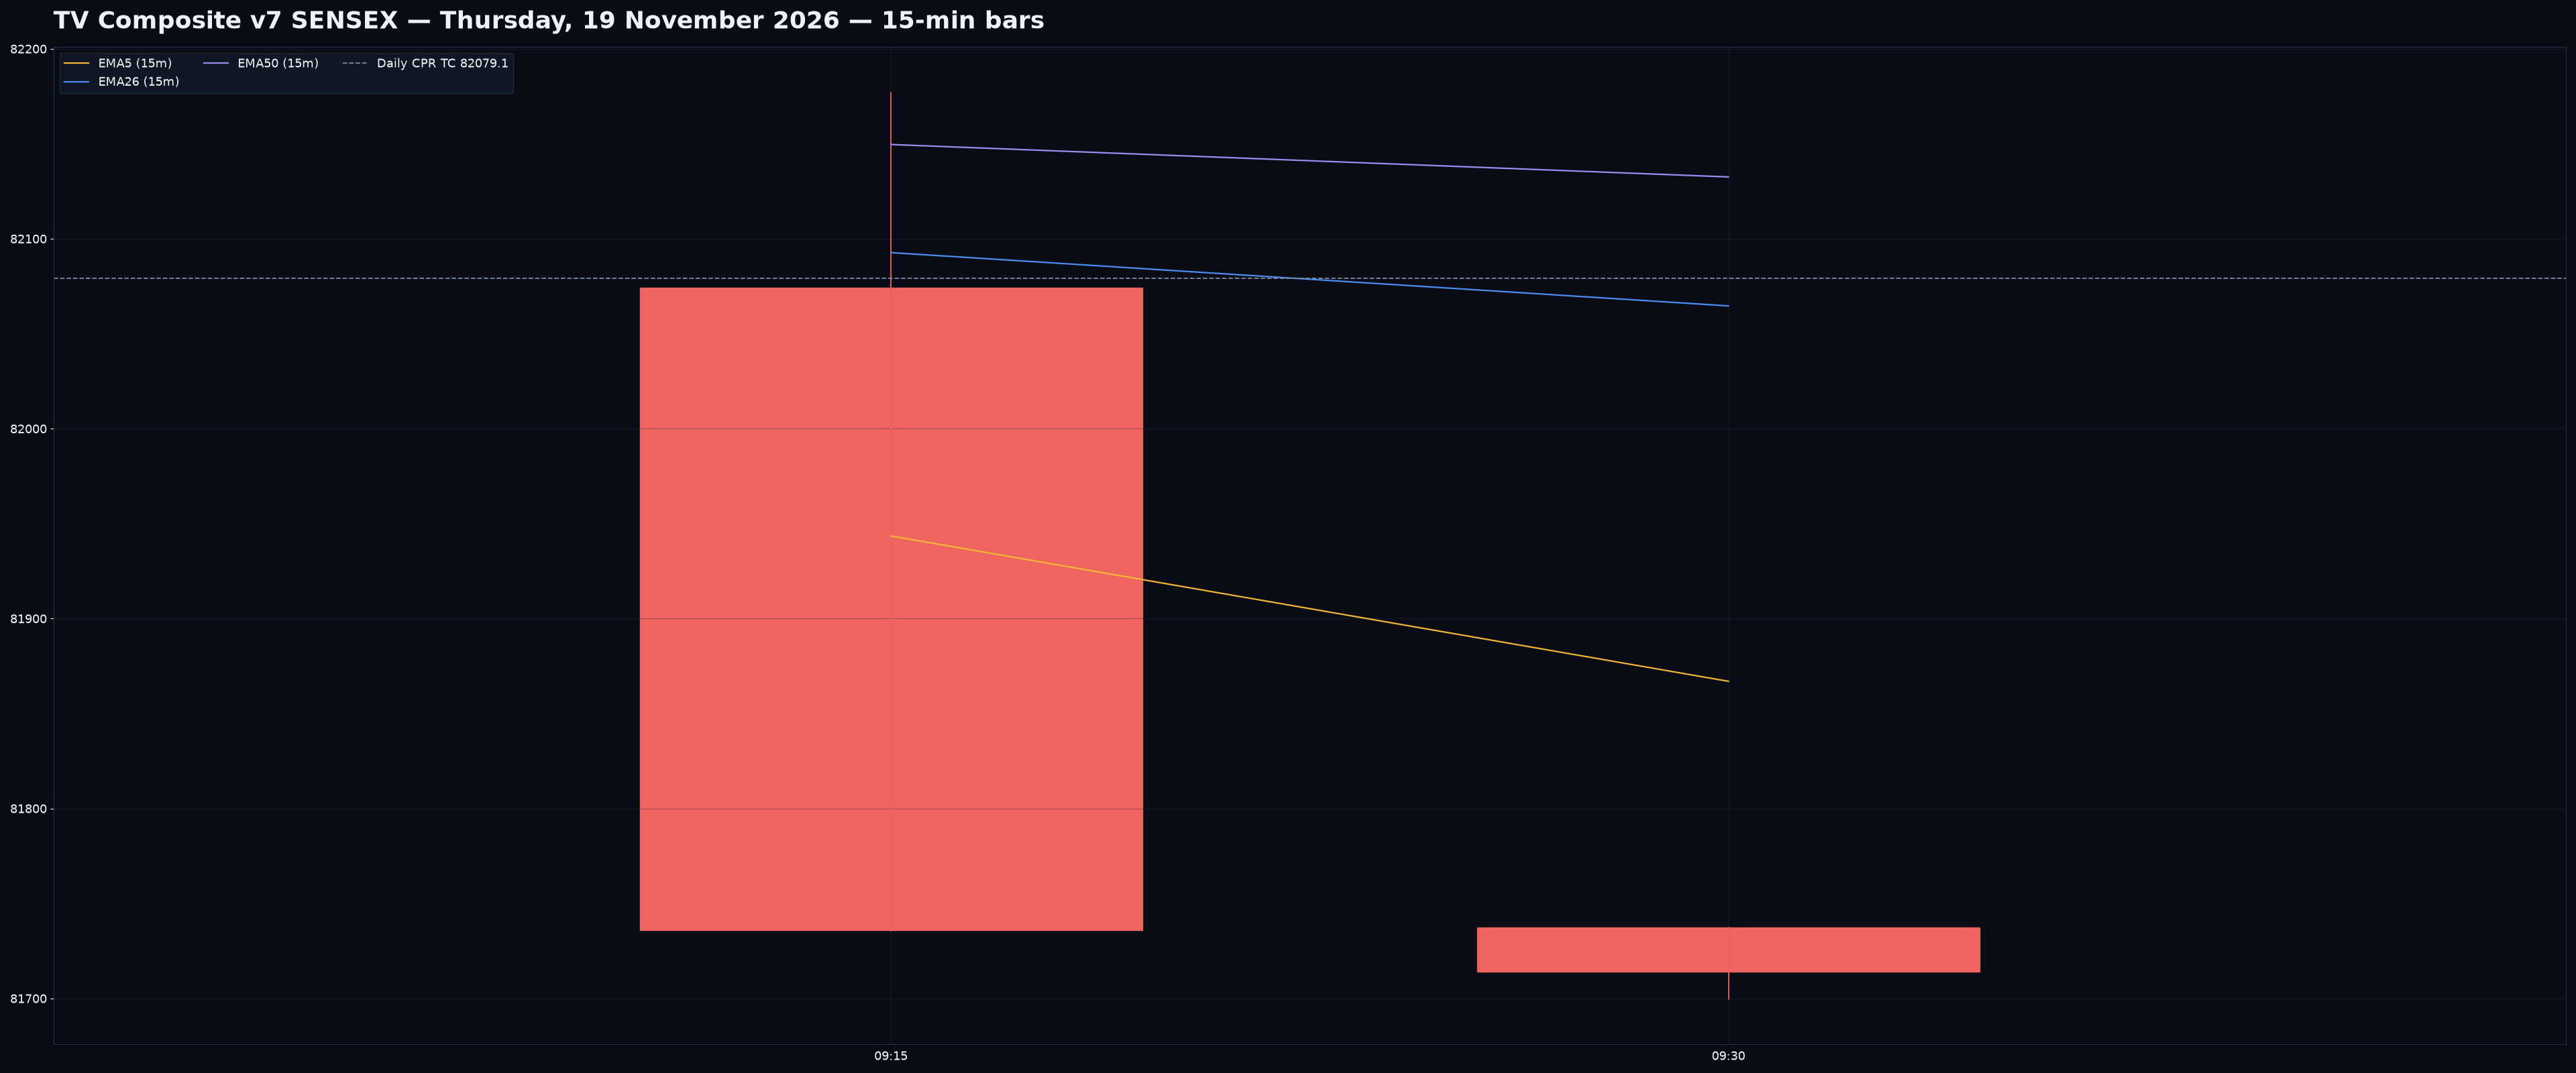 TV Composite v7 SENSEX — Thursday, 19 November 2026 — 15-min bars
EMA5 (15m) EMA50 (15m) Daily CPR TC 82079.1
EMA26 (15m)
82200
82100
82000
81900
81800
81700
09:15 09:30